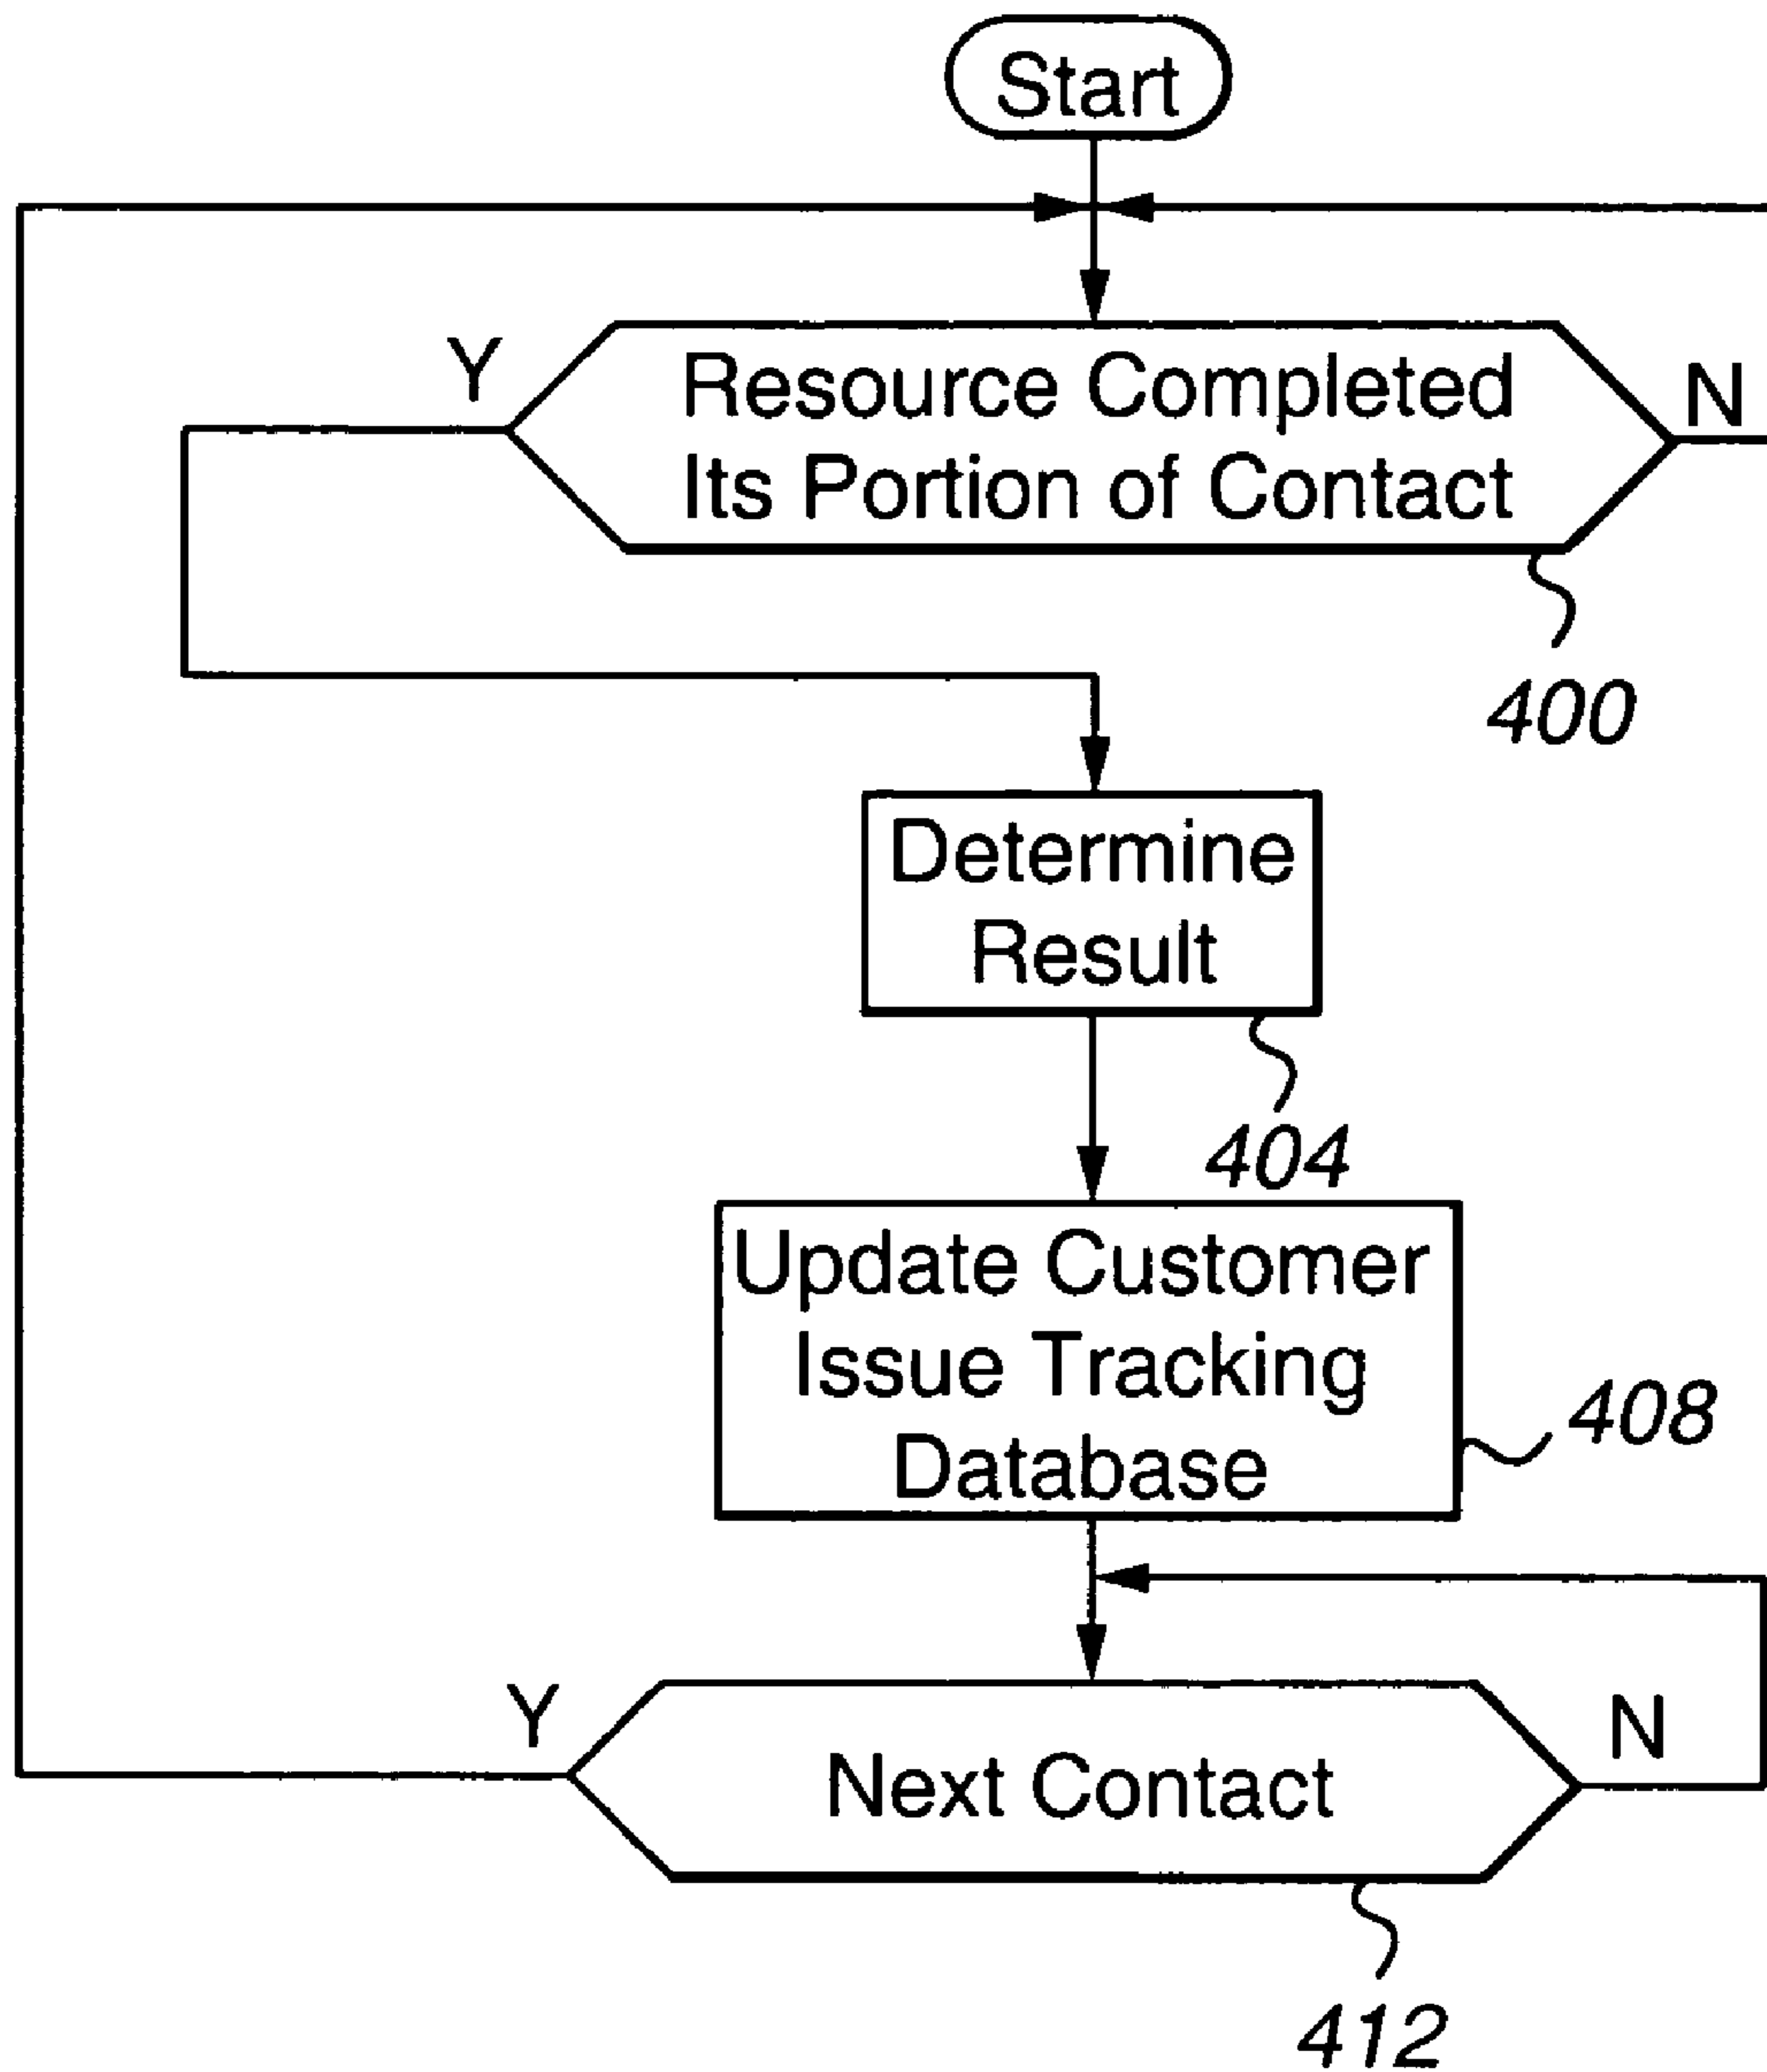 Start
Y
Resource Completed
N
Its Portion of Contact
400
Determine
Result
404
Update Customer
Issue Tracking
Database
408
Y
Next Contact
N
412